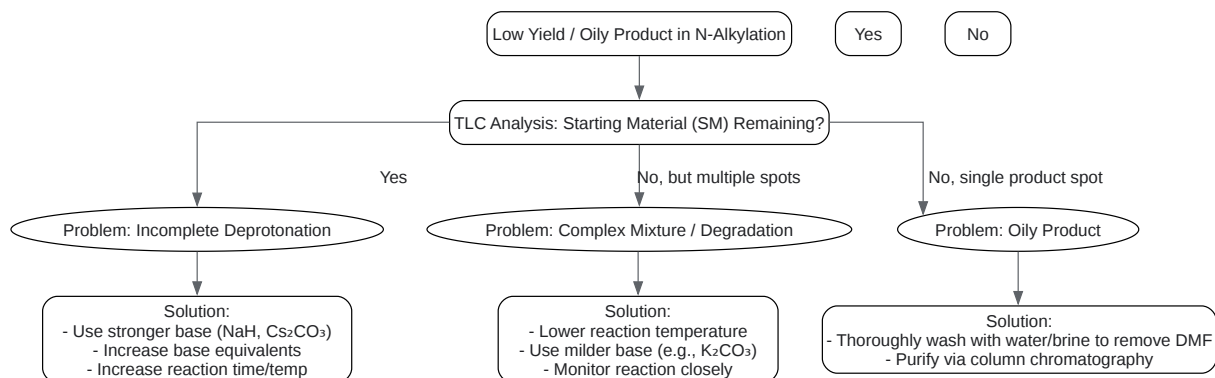 Low Yield / Oily Product in N-Alkylation
Yes
No
TLC Analysis: Starting Material (SM) Remaining?
Yes
No, but multiple spots
No, single product spot
Problem: Incomplete Deprotonation
Problem: Complex Mixture / Degradation
Problem: Oily Product
Solution:
- Use stronger base (NaH, Cs₂CO₃)
- Increase base equivalents
- Increase reaction time/temp
Solution:
- Lower reaction temperature
- Use milder base (e.g., K₂CO₃)
- Monitor reaction closely
Solution:
- Thoroughly wash with water/brine to remove DMF
- Purify via column chromatography